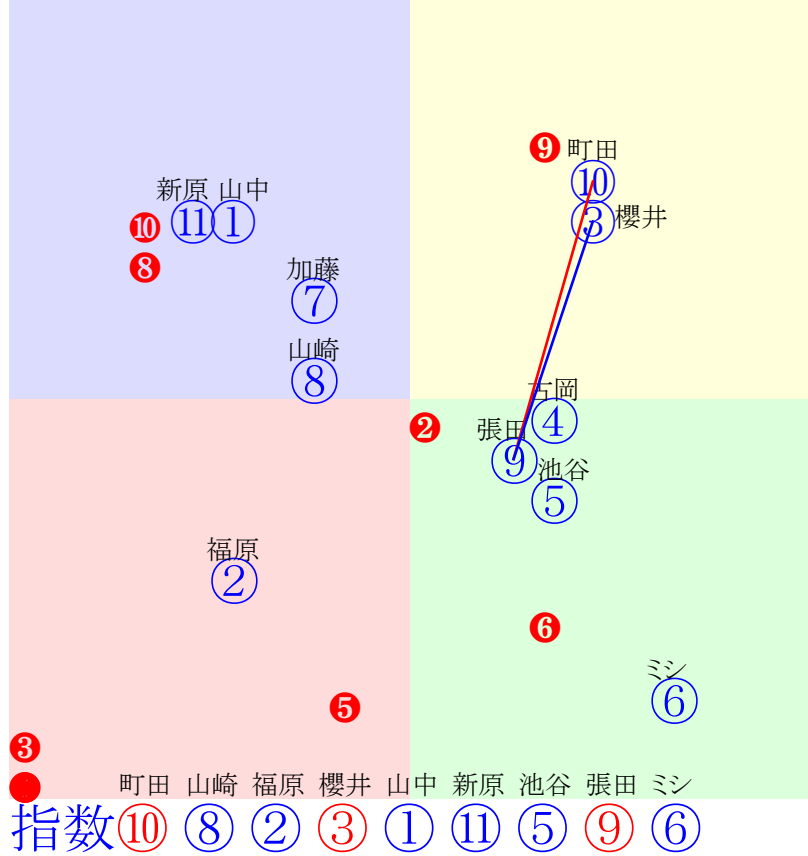 ❾ 町田
⑩
新原 山中
⑪ ①
❿
③ 櫻井
❽
加藤
⑦
山崎
⑧
古岡
④
❷
張田
⑨
池谷
⑤
福原
②
❻
ミシ
⑥
❺
❸
町田 山崎 福原 櫻井 山中 新原 池谷 張田 ミシ
指数 ⑩ ⑧ ② ③ ① ⑪ ⑤ ⑨ ⑥